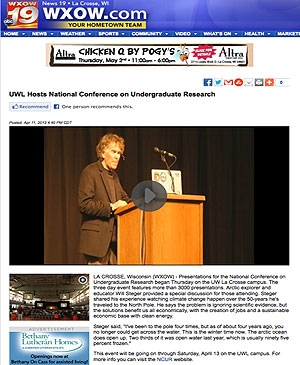 abc 19
NEWS 19 • La Crosse, WI
WXOW.com
YOUR HOMETOWN TEAM
HOME NEWS WEATHER SPORTS COMMUNITY VIDEO WHAT'S ON HEALTH MARKET
Altra
CHICKEN Q BY POGY'S
Thursday, May 2nd • 11:00pm - 6:00pm
Altra
UWL Hosts National Conference on Undergraduate Research
Recommend One person recommends this.
Posted: Apr 11, 2013 4:40 PM CDT
LA CROSSE, Wisconsin (WXOW) - Presentations for the National Conference on
Undergraduate Research began Thursday on the UW-La Crosse campus. The
three day event features more than 3000 presentations. Arctic explorer and
educator Will Steger provided a special discussion for those attending. Steger
shared his experience watching climate change happen over the 50-years he's
traveled to the North Pole. He says the problem is ignoring scientific evidence, but
the solutions benefit us all economically, with the creation of jobs and a sustainable
economic base with clean energy.
ADVERTISEMENT
Bethany
Lutheran Homes
Openings now at
Bethany On Cass for assisted living!
Steger said, "I've been to the pole four times, but as of about four years ago, you
no longer could get across the water. This is the winter time now. The arctic ocean
does open up. Two thirds of it was open water last year, which is usually ninety five
percent frozen."
This event will be going on through Saturday, April 13 on the UWL campus. For
more info you can visit the NCUR website.